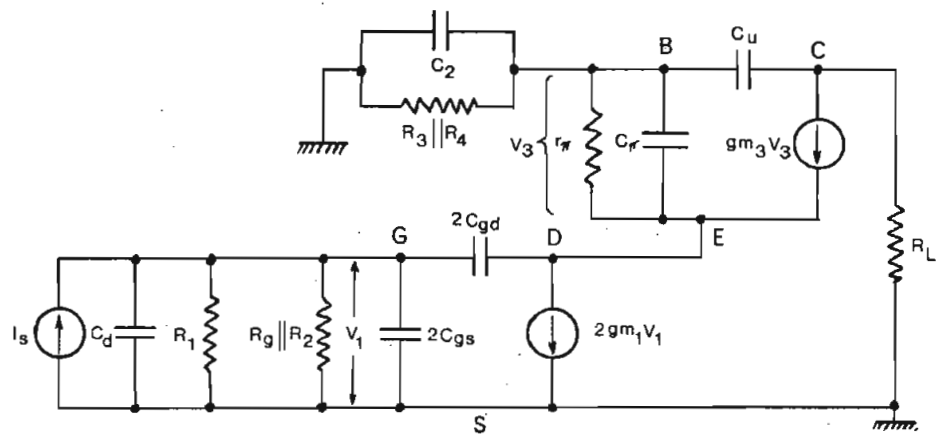 C2
R3||R4
B
Cu
C
V3
rπ
Cπ
gm3V3
E
RL
G
2Cgd
D
Is
Cd
R1
Rg||R2
V1
2Cgs
2gm1V1
S